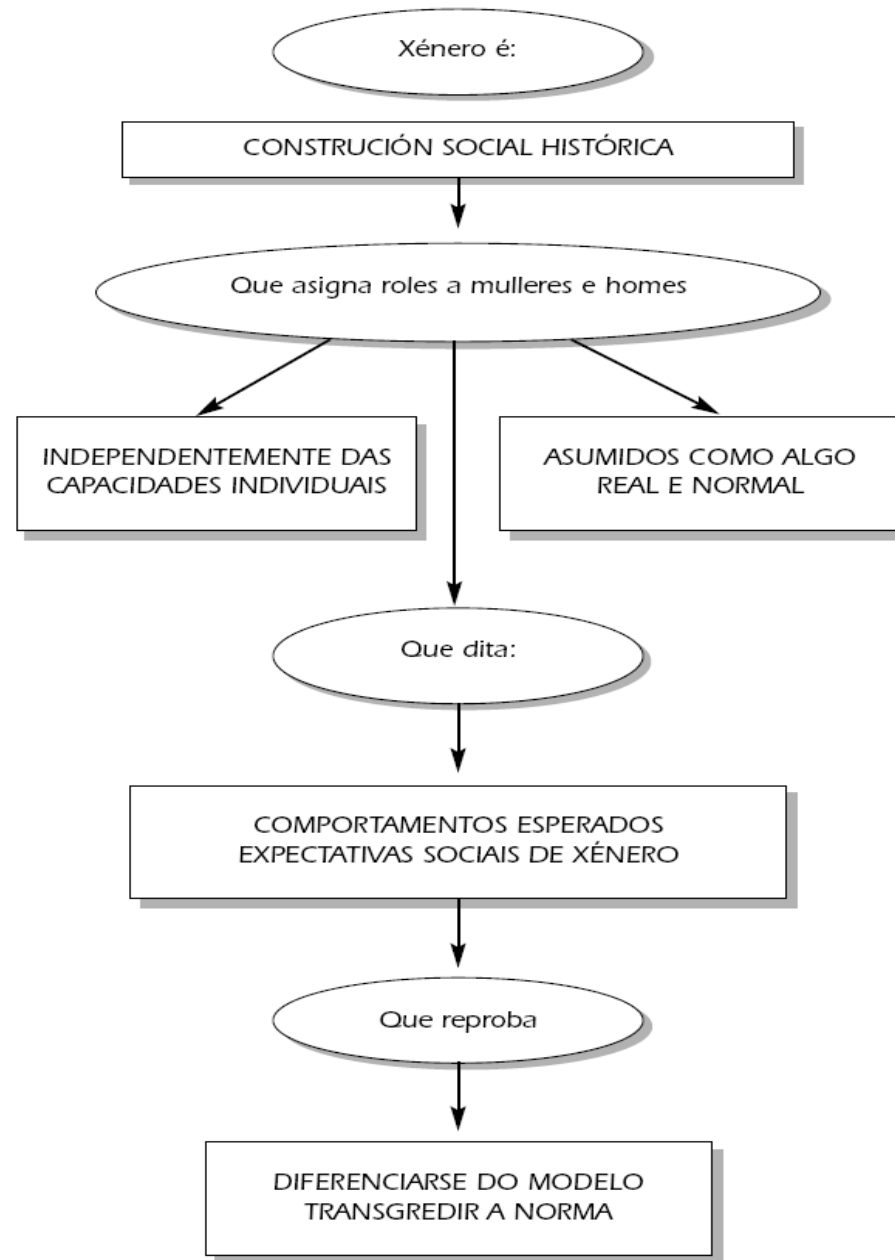 Xénero é:
CONSTRUCIÓN SOCIAL HISTÓRICA
Que asigna roles a mulleres e homes
INDEPENDENTEMENTE DAS
CAPACIDADES INDIVIDUAIS
ASUMIDOS COMO ALGO
REAL E NORMAL
Que dita:
COMPORTAMENTOS ESPERADOS
EXPECTATIVAS SOCIAIS DE XÉNERO
Que reproba
DIFERENCIARSE DO MODELO
TRANSGREDIR A NORMA